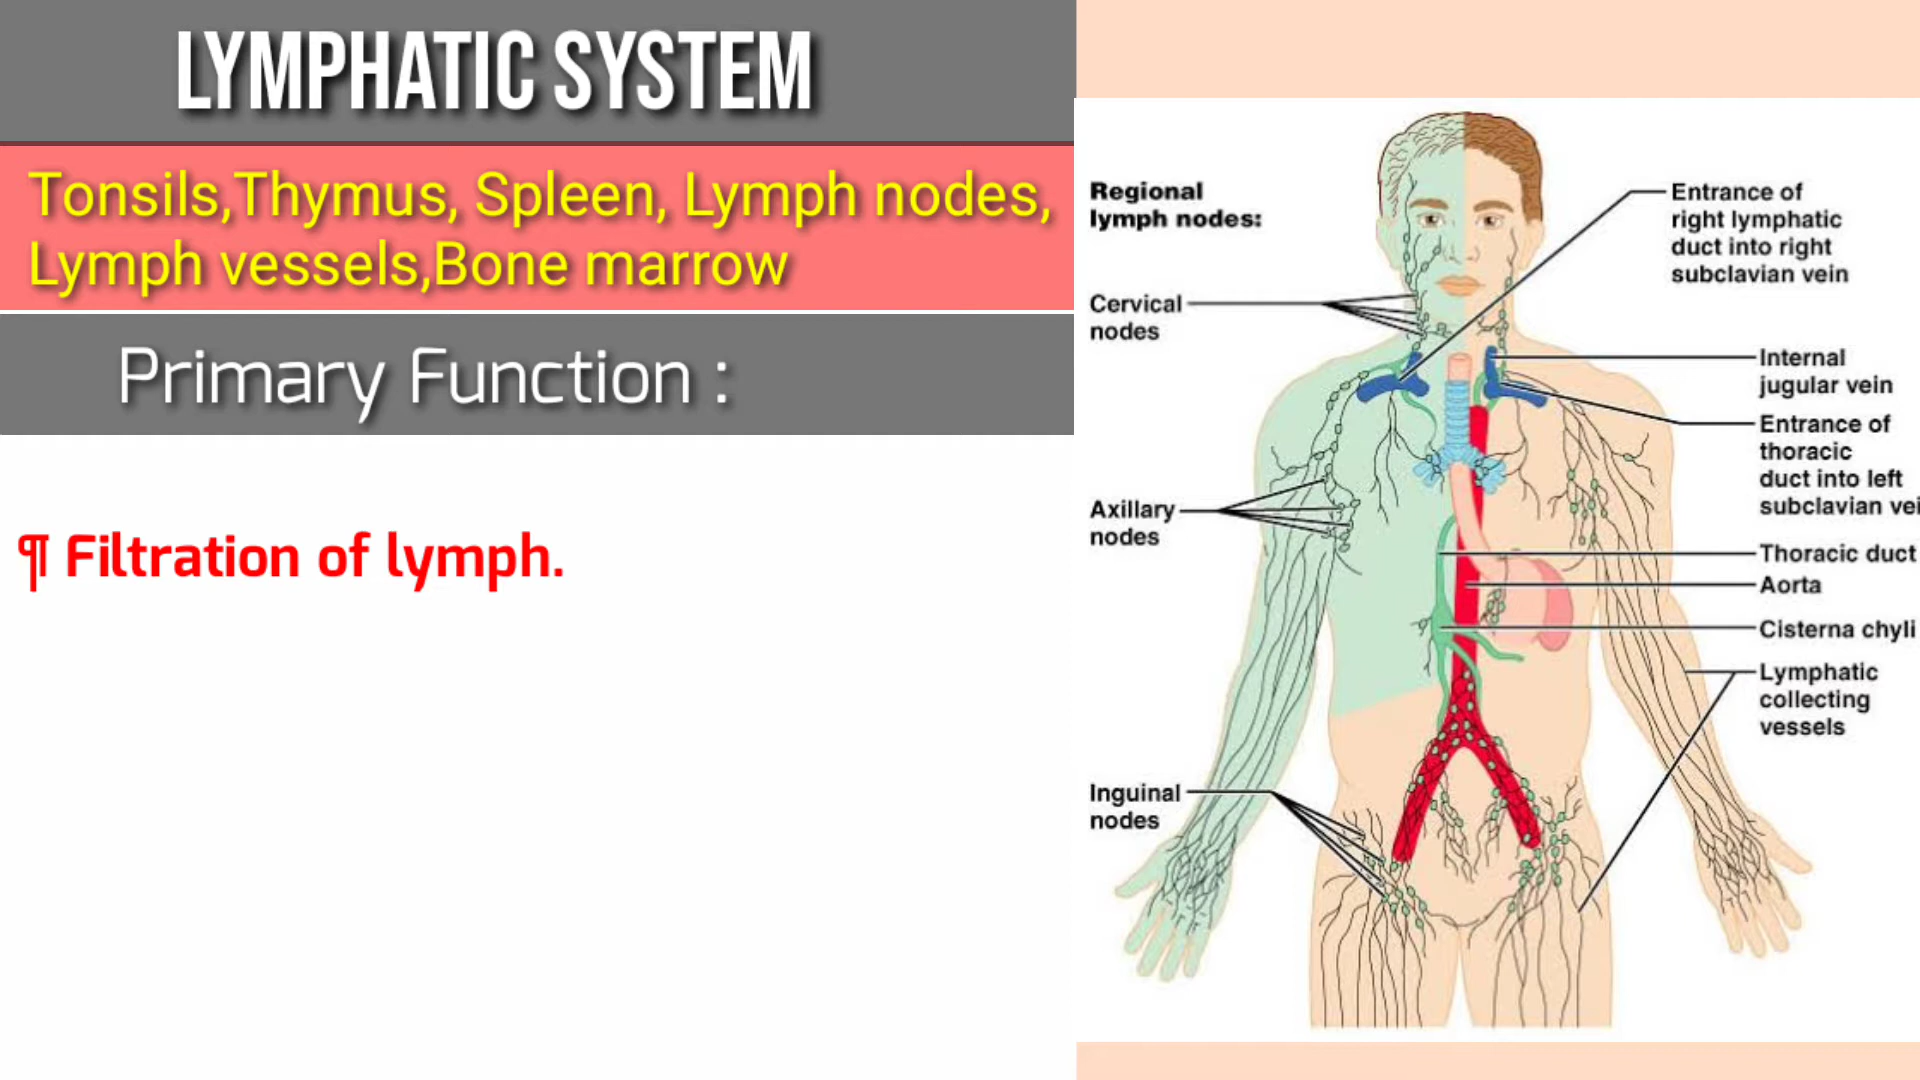 LYMPHATIC SYSTEM
Tonsils,Thymus, Spleen, Lymph nodes,
Lymph vessels,Bone marrow
Primary Function :
¶ Filtration of lymph.
Regional
lymph nodes:
Cervical
nodes
Axillary
nodes
Inguinal
nodes
Entrance of
right lymphatic
duct into right
subclavian vein
Internal
jugular vein
Entrance of
thoracic
duct into left
subclavian vei
Thoracic duct
Aorta
Cisterna chyli
Lymphatic
collecting
vessels